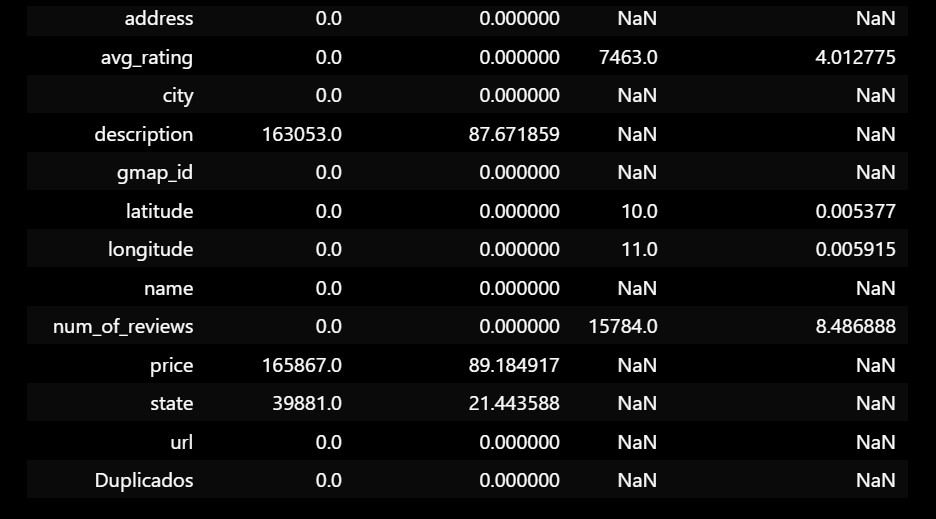 address 0.0 0.000000 NaN NaN
avg_rating 0.0 0.000000 7463.0 4.012775
city 0.0 0.000000 NaN NaN
description 163053.0 87.671859 NaN NaN
gmap_id 0.0 0.000000 NaN NaN
latitude 0.0 0.000000 10.0 0.005377
longitude 0.0 0.000000 11.0 0.005915
name 0.0 0.000000 NaN NaN
num_of_reviews 0.0 0.000000 15784.0 8.486888
price 165867.0 89.184917 NaN NaN
state 39881.0 21.443588 NaN NaN
url 0.0 0.000000 NaN NaN
Duplicados 0.0 0.000000 NaN NaN